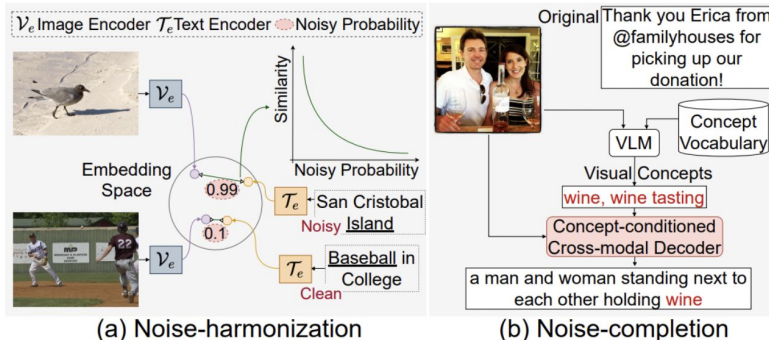 𝒱e Image Encoder 𝒯e Text Encoder Noisy Probability
𝒱e
Similarity
Noisy Probability
Embedding
Space
0.99
𝒯e
San Cristobal
Island
Noisy
0.1
22
𝒱e
𝒯e
Baseball in
College
Clean
(a) Noise-harmonization
Original
Thank you Erica from
@familyhouses for
picking up our
donation!
VLM
Concept
Vocabulary
Visual Concepts
wine, wine tasting
Concept-conditioned
Cross-modal Decoder
a man and woman standing next to
each other holding wine
(b) Noise-completion